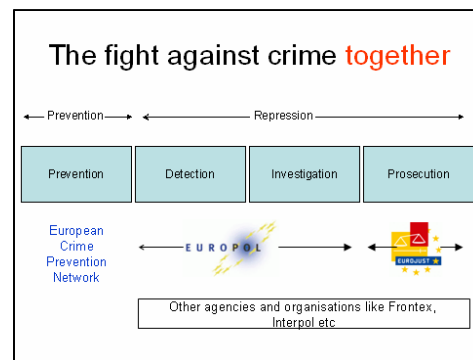 The fight against crime together
Prevention
Repression
Prevention
Detection
Investigation
Prosecution
European
Crime
Prevention
Network
EUROPOL
EUROJUST
Other agencies and organisations like Frontex,
Interpol etc